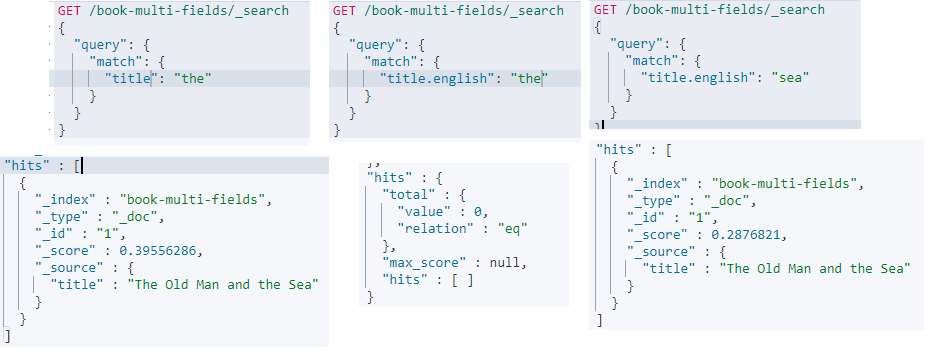 GET /book-multi-fields/_search
{
"query": {
"match": {
"title": "the"
}
}
}
"hits" : [
{
"_index" : "book-multi-fields",
"_type" : "_doc",
"_id" : "1",
"_score" : 0.39556286,
"_source" : {
"title" : "The Old Man and the Sea"
}
}
]
GET /book-multi-fields/_search
{
"query": {
"match": {
"title.english": "the"
}
}
}
},
"hits" : {
"total" : {
"value" : 0,
"relation" : "eq"
},
"max_score" : null,
"hits" : [ ]
}
GET /book-multi-fields/_search
{
"query": {
"match": {
"title.english": "sea"
}
}
}
"hits" : [
{
"_index" : "book-multi-fields",
"_type" : "_doc",
"_id" : "1",
"_score" : 0.2876821,
"_source" : {
"title" : "The Old Man and the Sea"
}
}
]